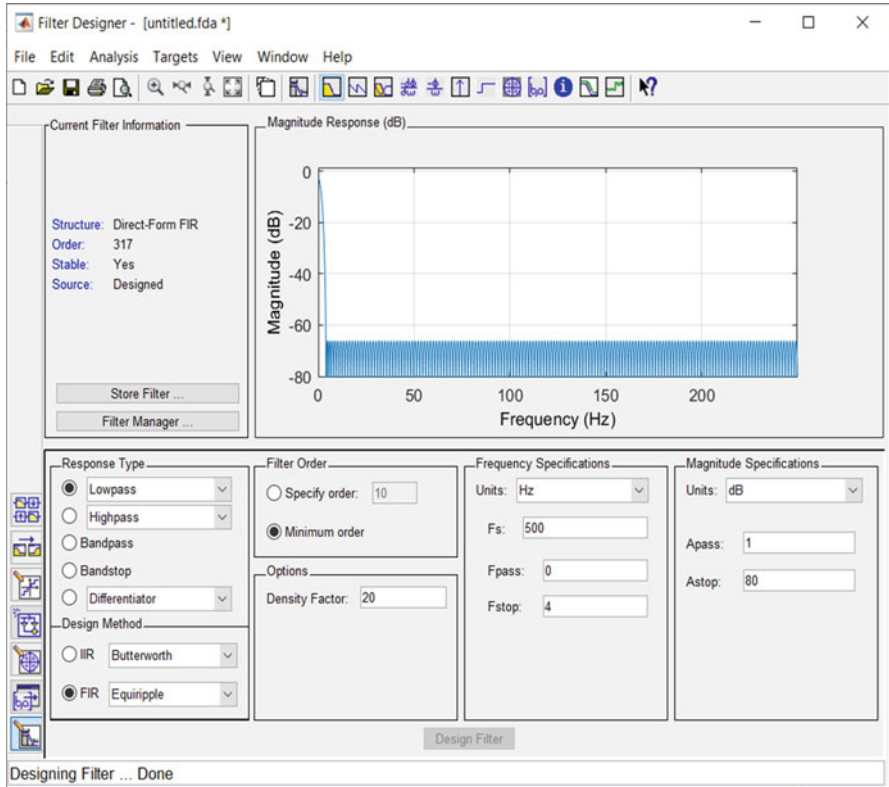 Filter Designer - [untitled.fda *]
File Edit Analysis Targets View Window Help
Current Filter Information
Structure: Direct-Form FIR
Order: 317
Stable: Yes
Source: Designed
Store Filter ...
Filter Manager ...
Magnitude Response (dB)
0
-20
-40
-60
-80
Magnitude (dB)
0 50 100 150 200
Frequency (Hz)
Response Type
Lowpass
Highpass
Bandpass
Bandstop
Differentiator
Design Method
IIR Butterworth
FIR Equiripple
Filter Order
Specify order: 10
Minimum order
Options
Density Factor: 20
Frequency Specifications
Units: Hz
Fs: 500
Fpass: 0
Fstop: 4
Magnitude Specifications
Units: dB
Apass: 1
Astop: 80
Design Filter
Designing Filter ... Done